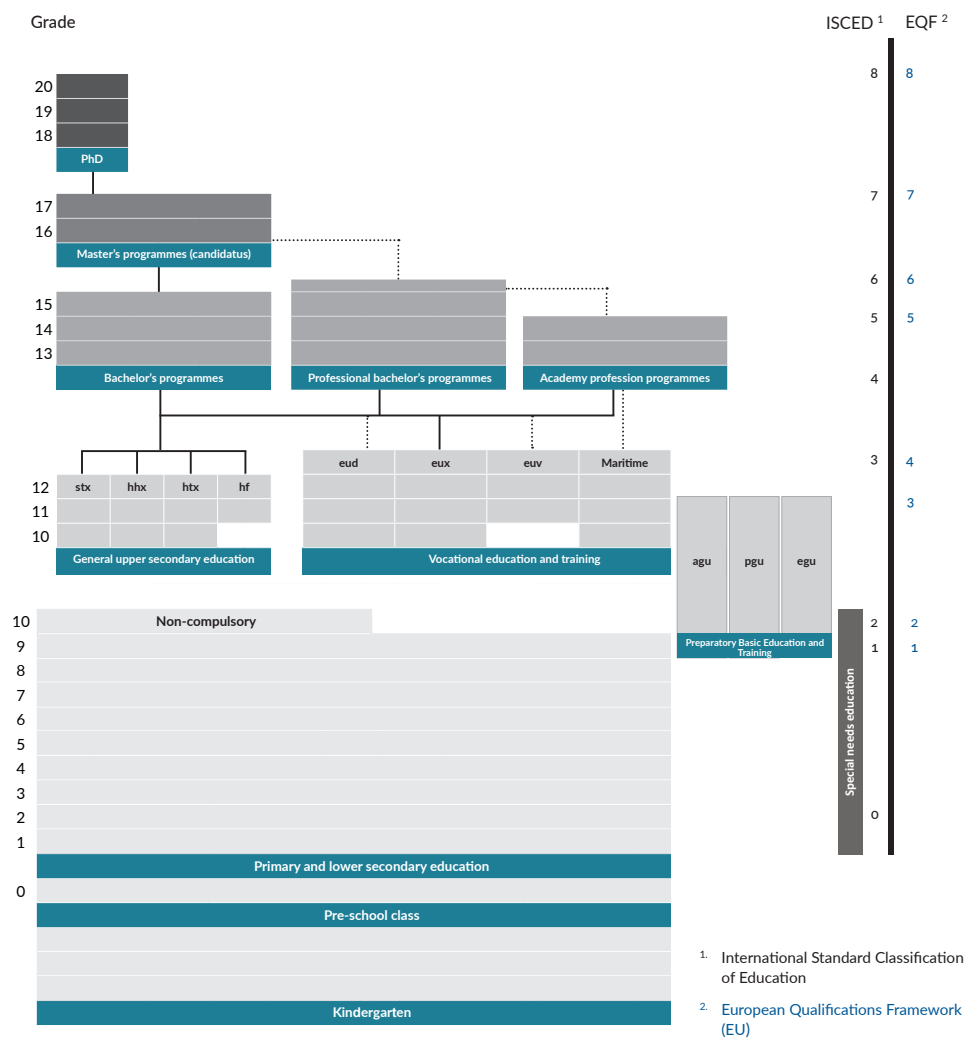 Grade
ISCED 1
EQF 2
8
8
20
19
18
PhD
7
7
17
16
Master's programmes (candidatus)
6
6
15
5
5
14
13
Bachelor's programmes
Professional bachelor's programmes
Academy profession programmes
4
eud
eux
euv
Maritime
3
4
12
stx
hhx
htx
hf
3
11
10
General upper secondary education
Vocational education and training
agu
pgu
egu
10
Non-compulsory
2
2
9
Preparatory Basic Education and
Training
1
1
8
7
6
5
4
3
2
1
Special needs education
0
Primary and lower secondary education
0
Pre-school class
Kindergarten
1. International Standard Classification
of Education
2. European Qualifications Framework
(EU)